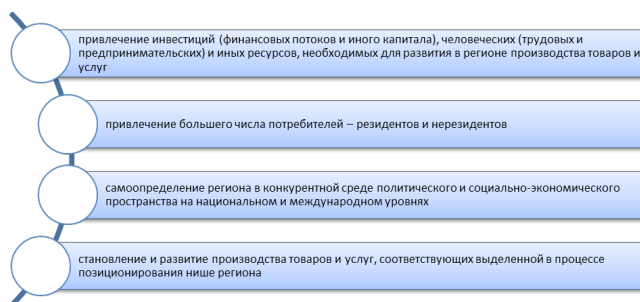 привлечение инвестиций (финансовых потоков и иного капитала), человеческих (трудовых и
предпринимательских) и иных ресурсов, необходимых для развития в регионе производства товаров и
услуг
привлечение большего числа потребителей – резидентов и нерезидентов
самоопределение региона в конкурентной среде политического и социально-экономического
пространства на национальном и международном уровнях
становление и развитие производства товаров и услуг, соответствующих выделенной в процессе
позиционирования нише региона